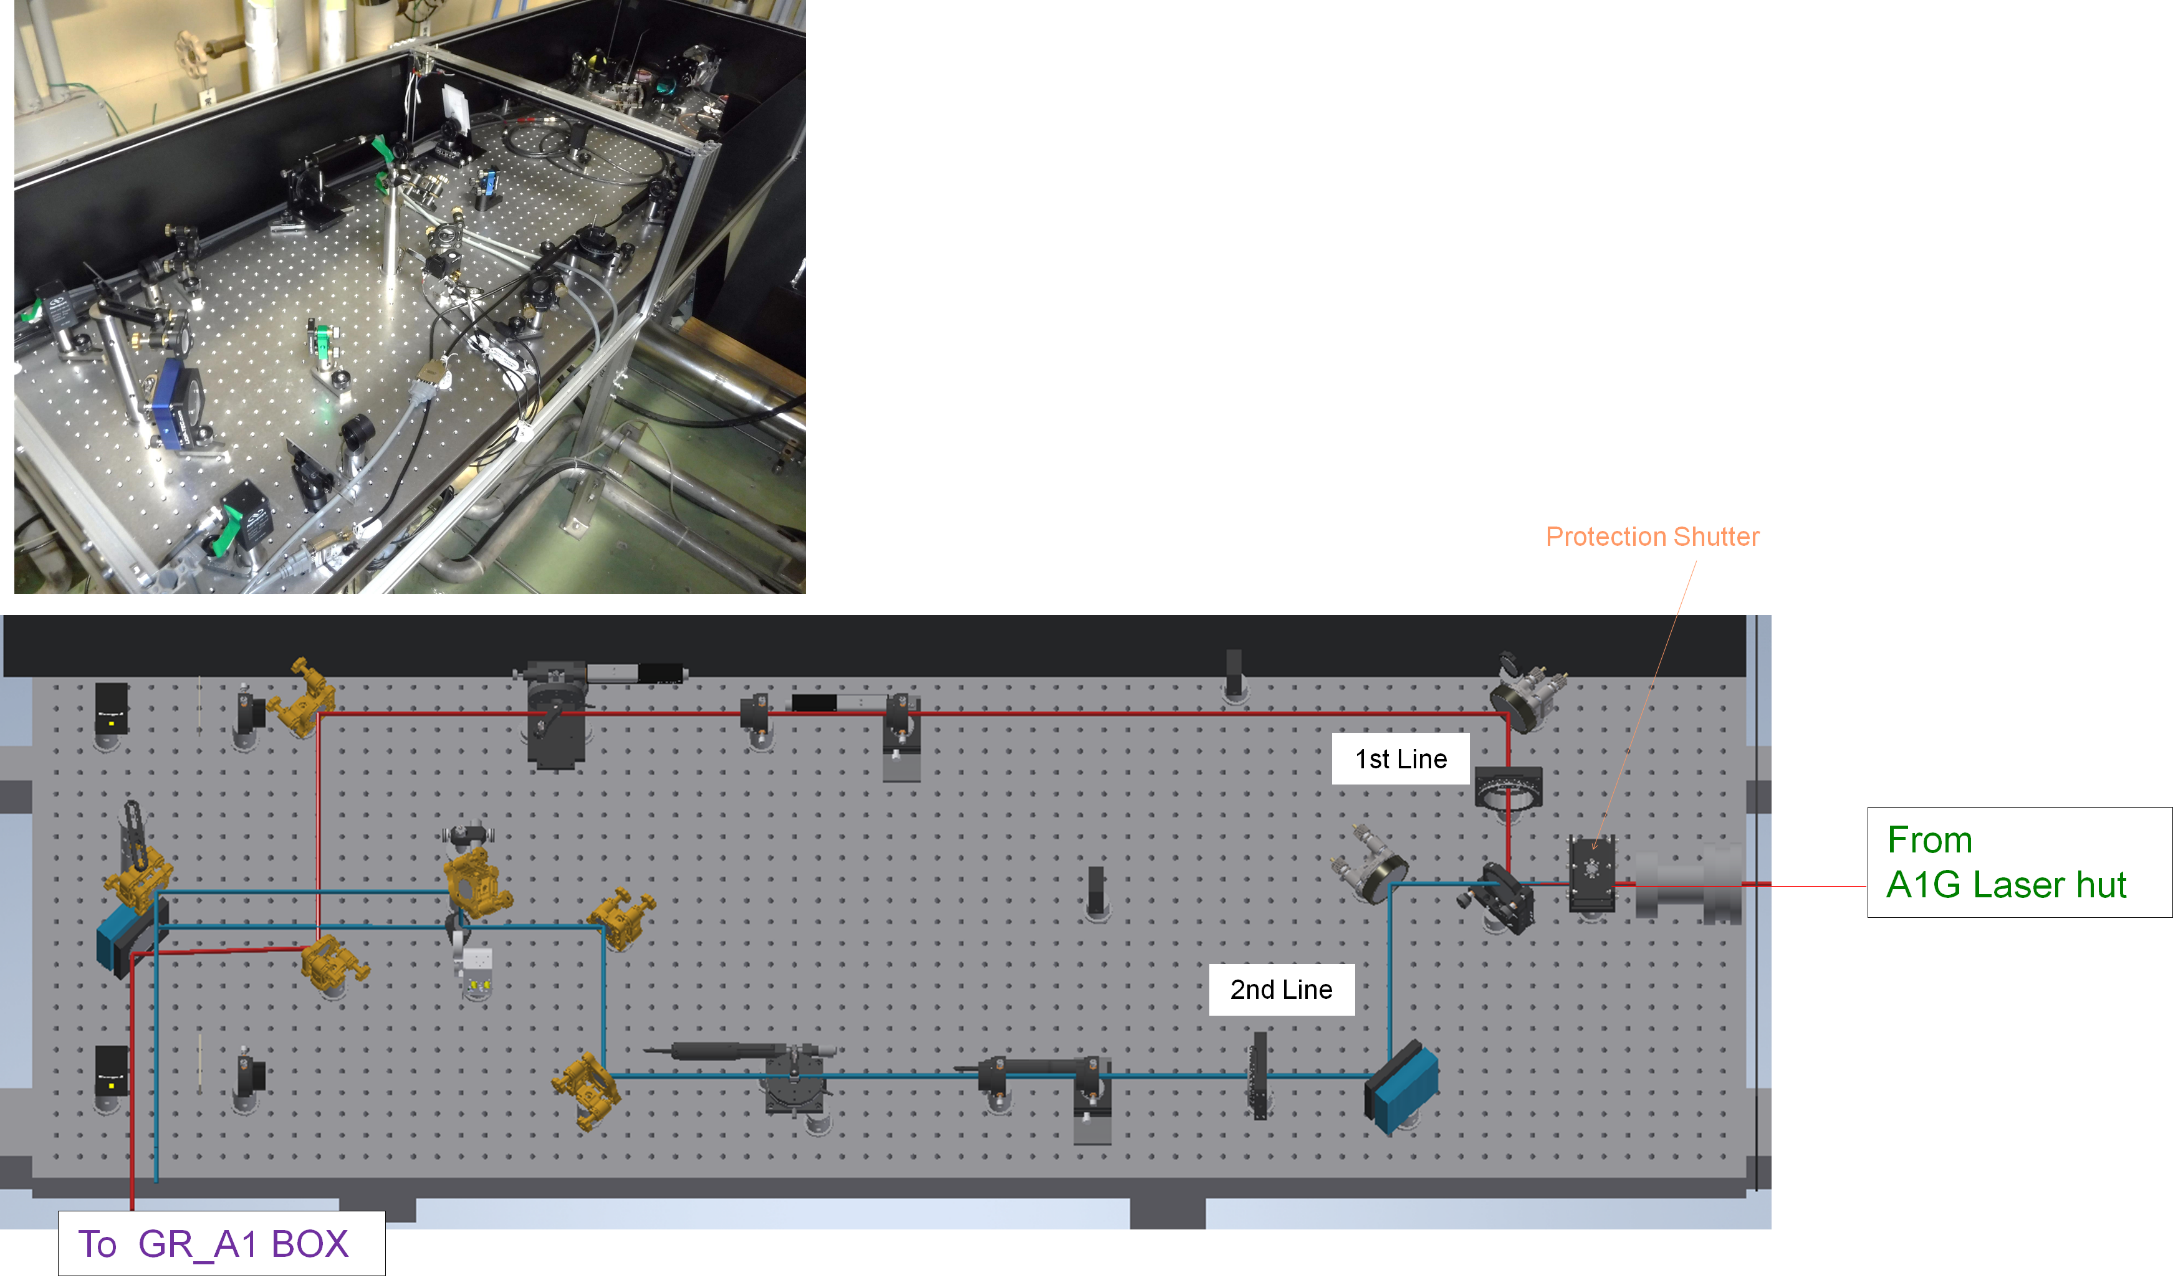 Protection Shutter
1st Line
From
A1G Laser hut
2nd Line
To GR_A1 BOX